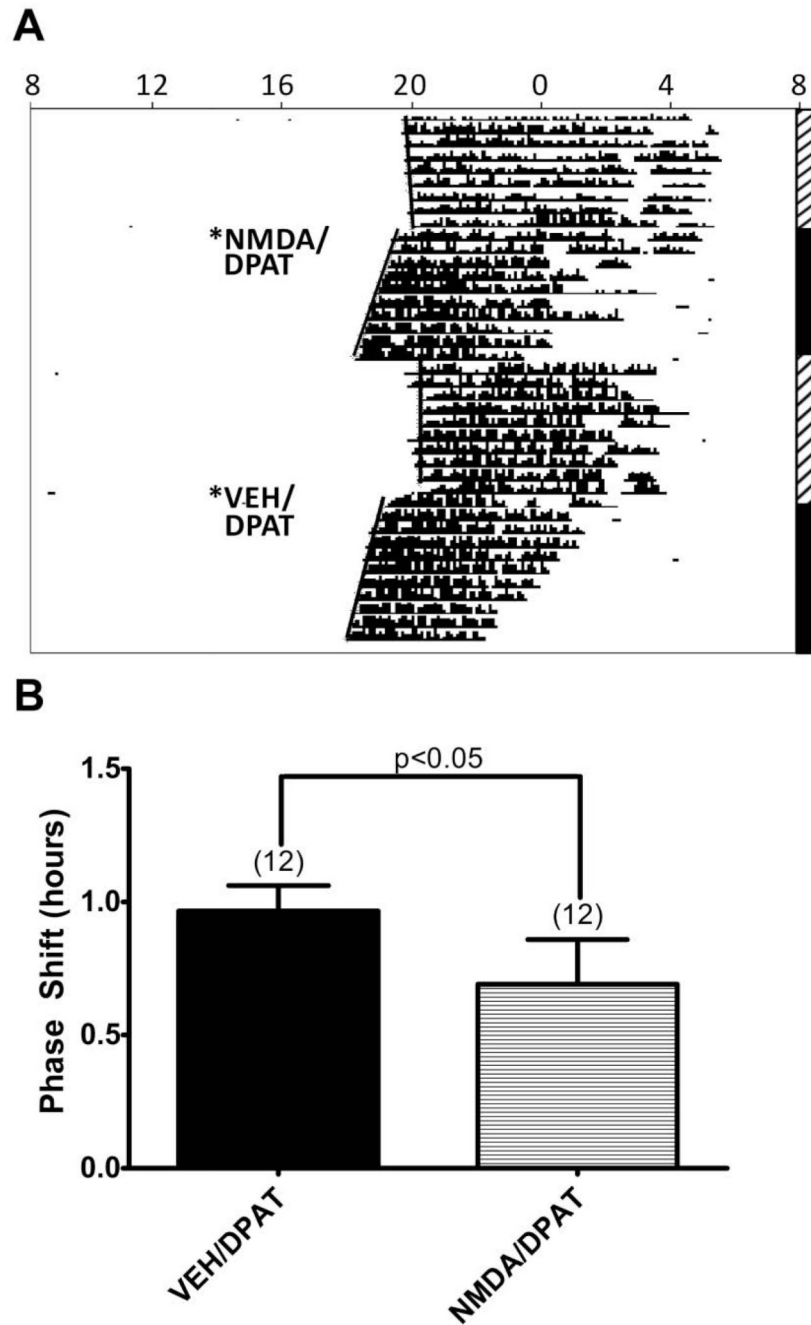 A
8 12 16 20 0 4 8
*NMDA/
DPAT
*VEH/
DPAT
B
p<0.05
1.5
(12)
1.0
(12)
0.5
0.0
Phase Shift (hours)
VEH/DPAT
NMDA/DPAT